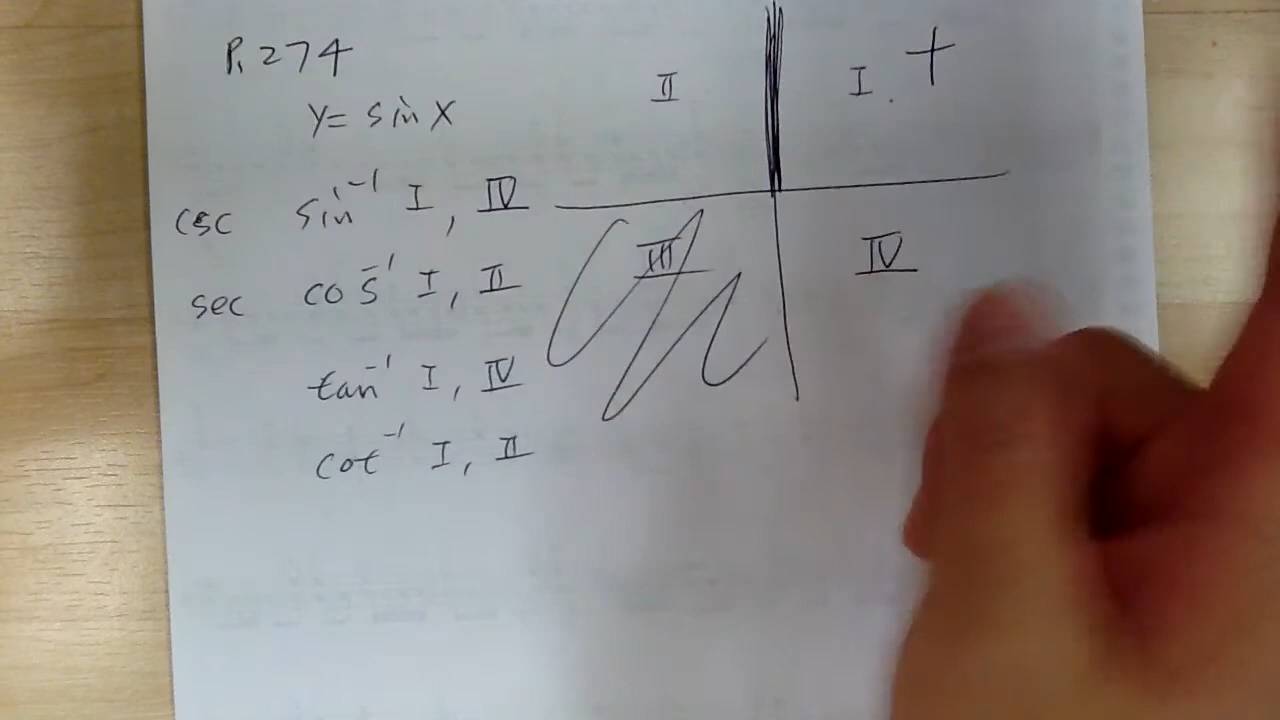 P. 274
y = sin x
csc sin⁻¹ I, IV
sec cos⁻¹ I, II
tan⁻¹ I, IV
cot⁻¹ I, II
II I. +
III IV